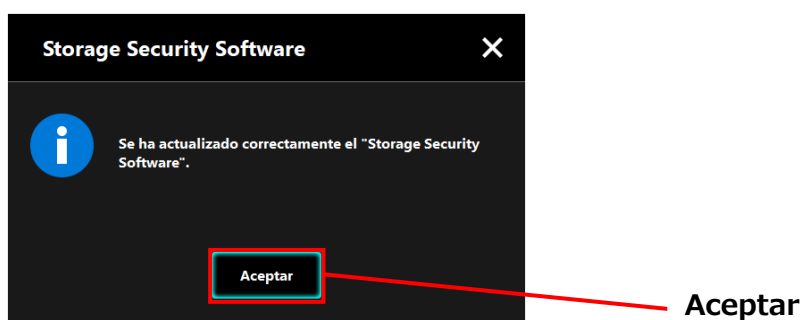 Storage Security Software
Se ha actualizado correctamente el "Storage Security
Software".
Aceptar
Aceptar